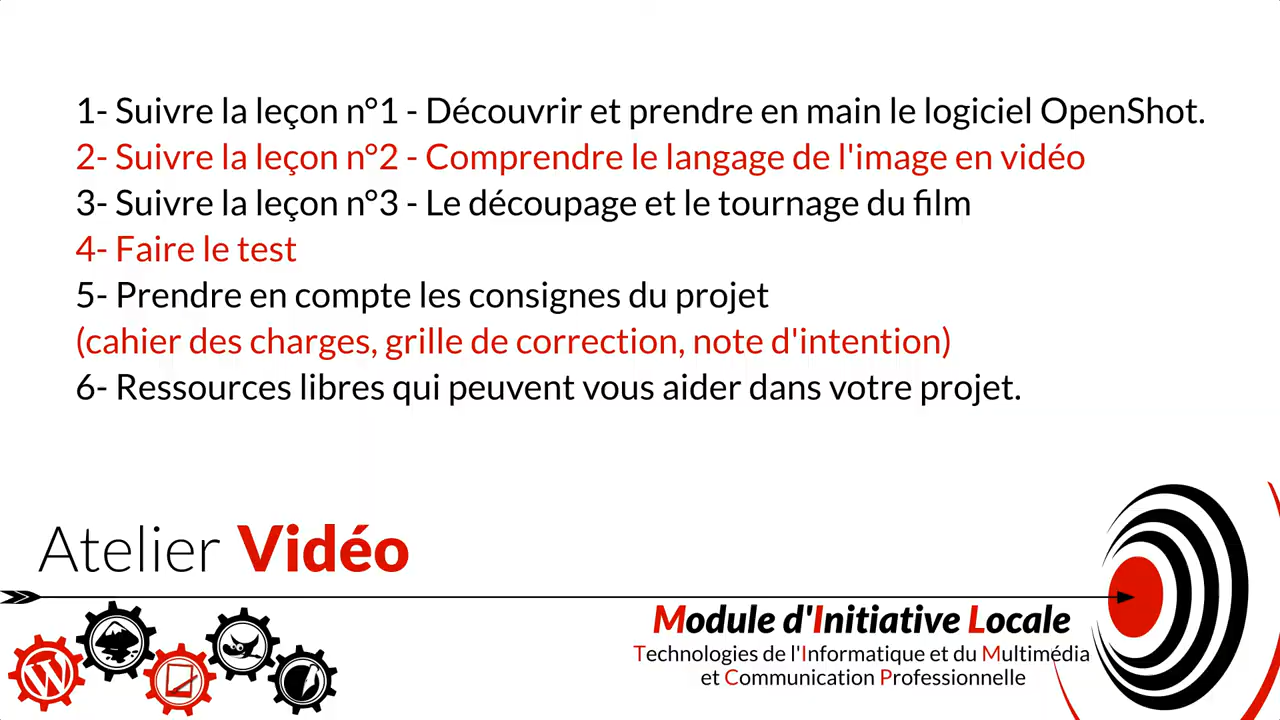 1- Suivre la leçon n°1 - Découvrir et prendre en main le logiciel OpenShot.
2- Suivre la leçon n°2 - Comprendre le langage de l'image en vidéo
3- Suivre la leçon n°3 - Le découpage et le tournage du film
4- Faire le test
5- Prendre en compte les consignes du projet
(cahier des charges, grille de correction, note d'intention)
6- Ressources libres qui peuvent vous aider dans votre projet.
Atelier Vidéo
Module d'Initiative Locale
Technologies de l'Informatique et du Multimédia
et Communication Professionnelle